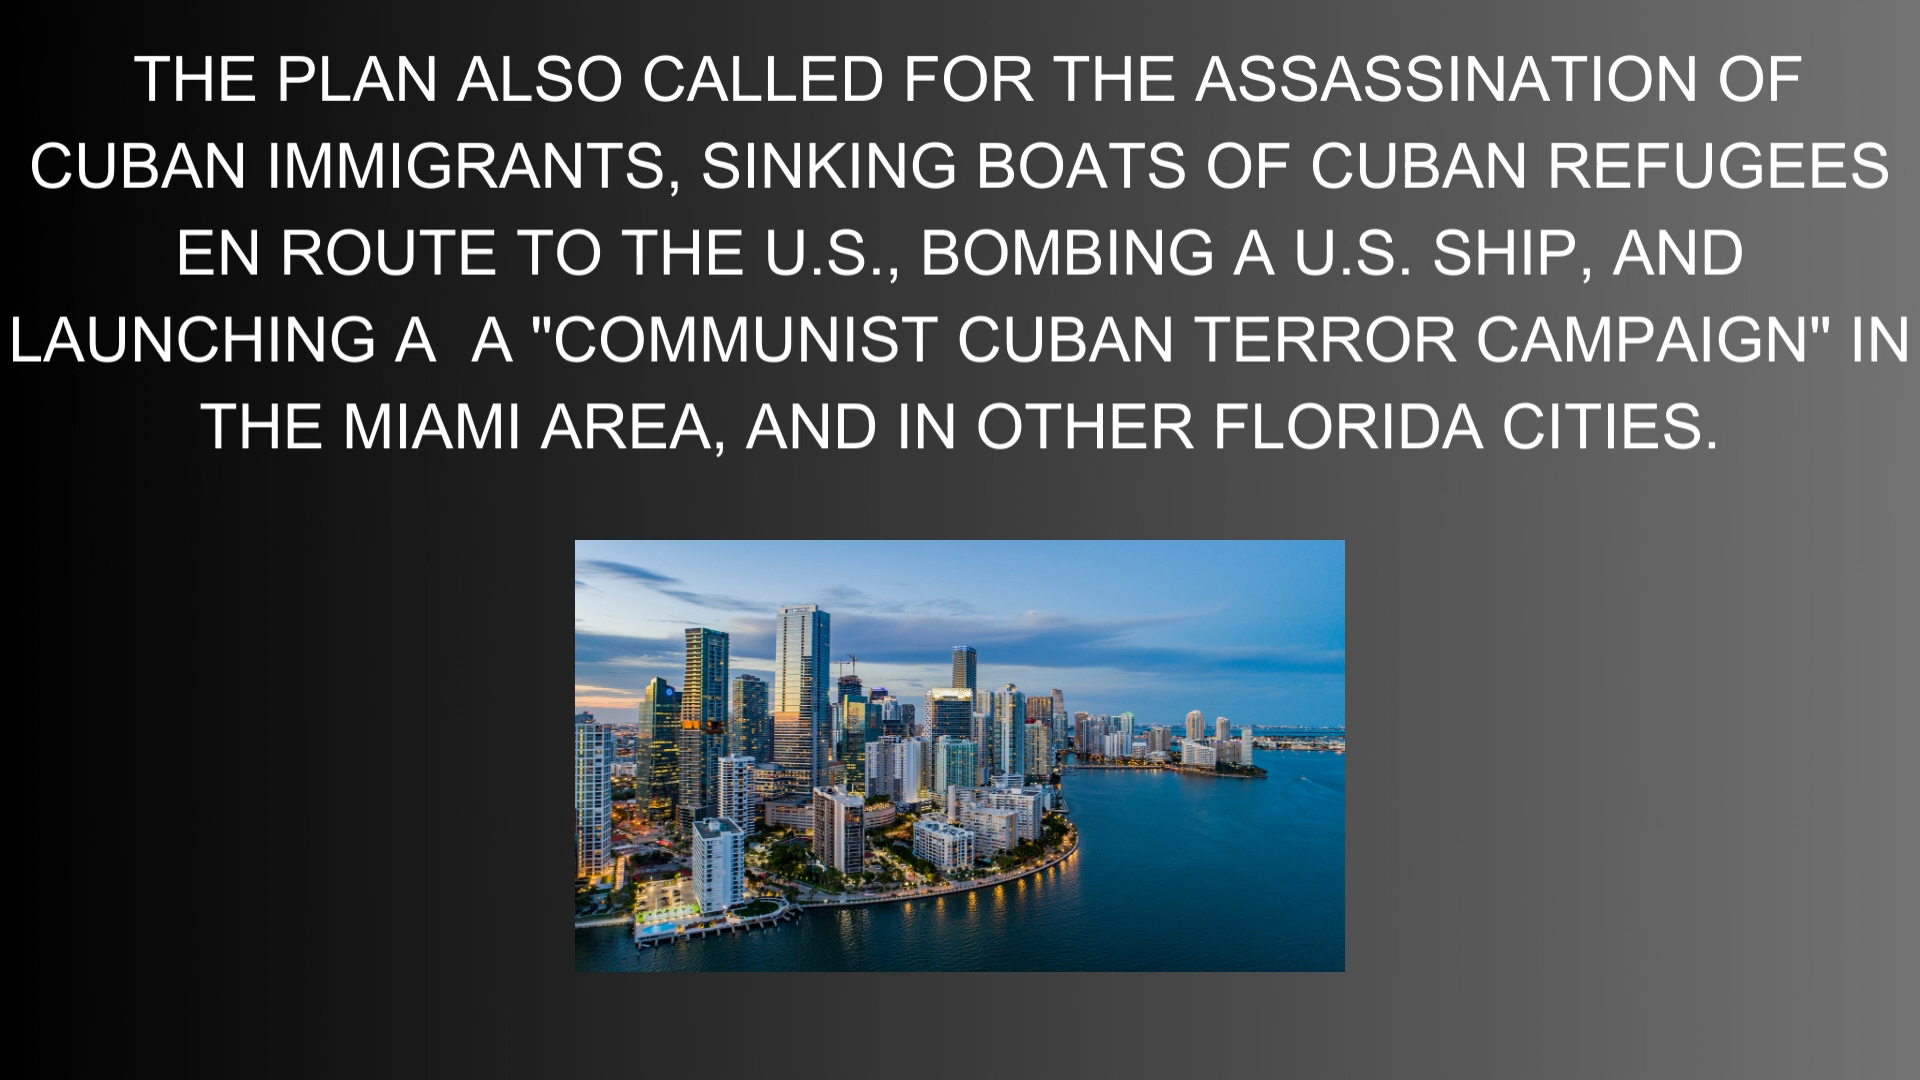 THE PLAN ALSO CALLED FOR THE ASSASSINATION OF
CUBAN IMMIGRANTS, SINKING BOATS OF CUBAN REFUGEES
EN ROUTE TO THE U.S., BOMBING A U.S. SHIP, AND
LAUNCHING A  A "COMMUNIST CUBAN TERROR CAMPAIGN" IN
THE MIAMI AREA, AND IN OTHER FLORIDA CITIES.